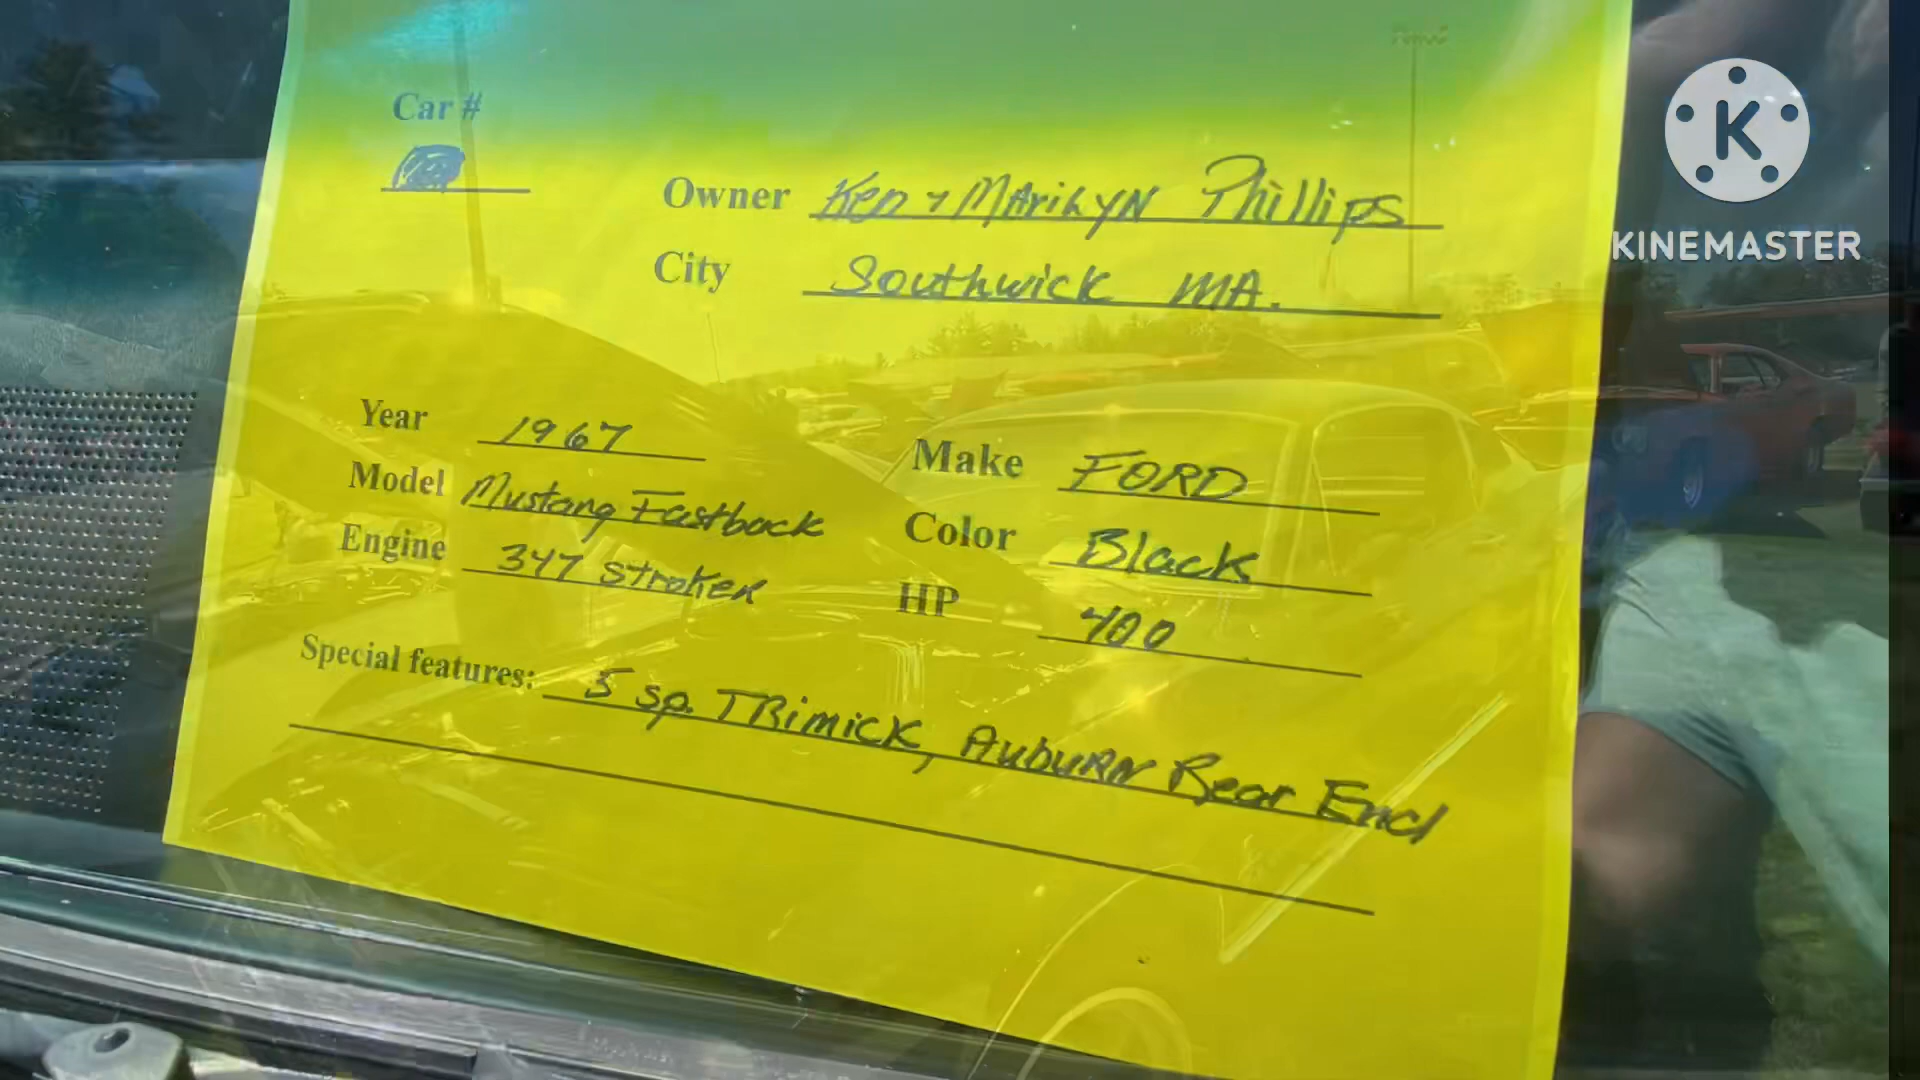 Car #
Owner Ken + Marilyn Phillips
City Southwick MA.
Year 1967
Make FORD
Model Mustang Fastback
Color Black
Engine 347 Stroker
HP 400
Special features: 5 sp. TRimick, Auburn Rear End
K
KINEMASTER